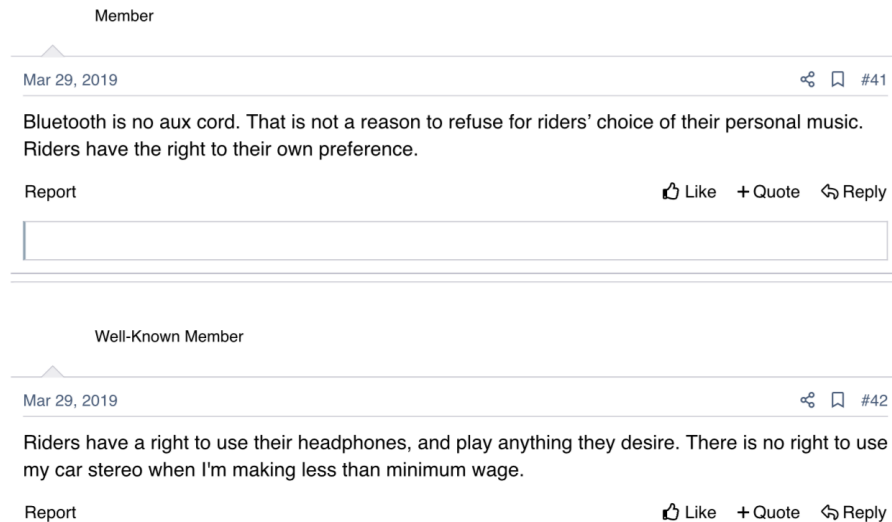 Member
Mar 29, 2019 #41
Bluetooth is no aux cord. That is not a reason to refuse for riders’ choice of their personal music.
Riders have the right to their own preference.
Report Like +Quote Reply
Well-Known Member
Mar 29, 2019 #42
Riders have a right to use their headphones, and play anything they desire. There is no right to use
my car stereo when I'm making less than minimum wage.
Report Like +Quote Reply